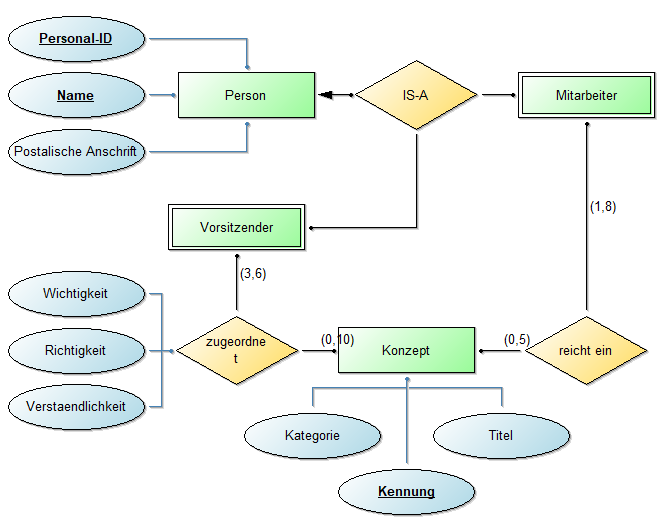 Personal-ID
Name
Person
IS-A
Mitarbeiter
Postalische Anschrift
(1,8)
Vorsitzender
(3,6)
Wichtigkeit
zugeordne
t
(0,10)
Konzept
(0,5)
reicht ein
Richtigkeit
Verstaendlichkeit
Kategorie
Titel
Kennung